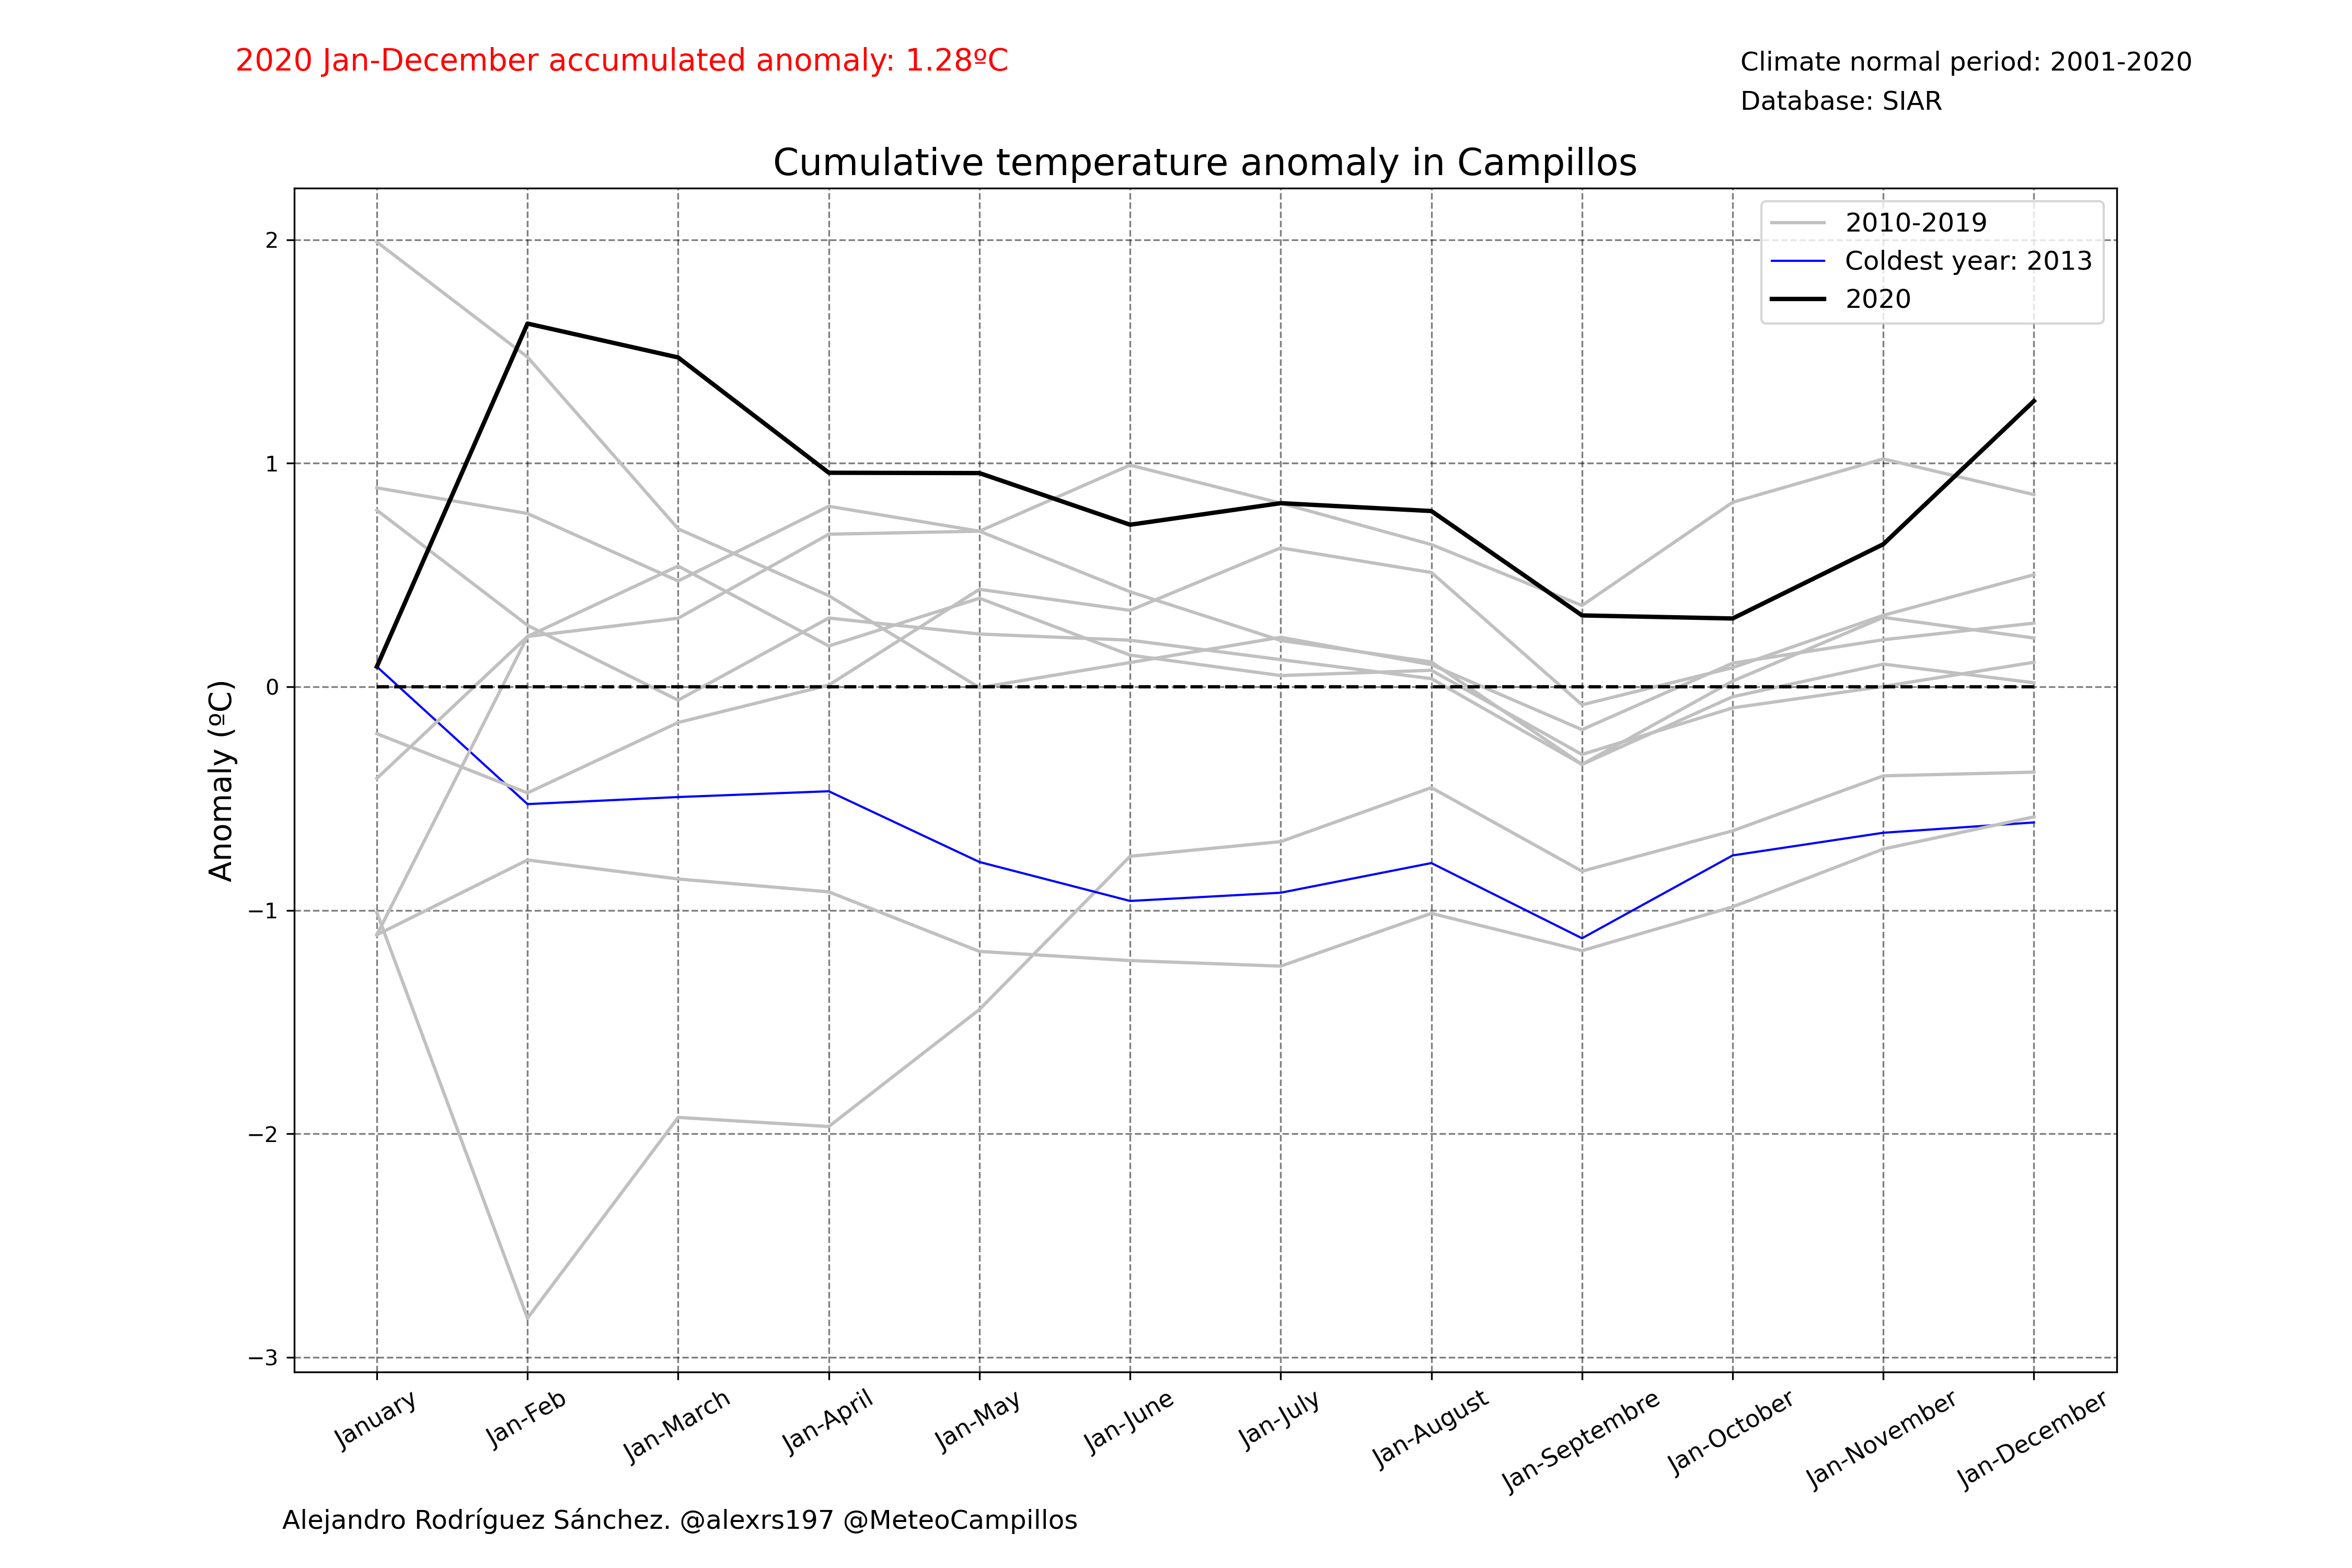 2020 Jan-December accumulated anomaly: 1.28ºC
Climate normal period: 2001-2020
Database: SIAR
Cumulative temperature anomaly in Campillos
2010-2019
Coldest year: 2013
2020
Anomaly (ºC)
2
1
0
−1
−2
−3
January
Jan-Feb
Jan-March
Jan-April
Jan-May
Jan-June
Jan-July
Jan-August
Jan-Septembre
Jan-October
Jan-November
Jan-December
Alejandro Rodríguez Sánchez. @alexrs197 @MeteoCampillos